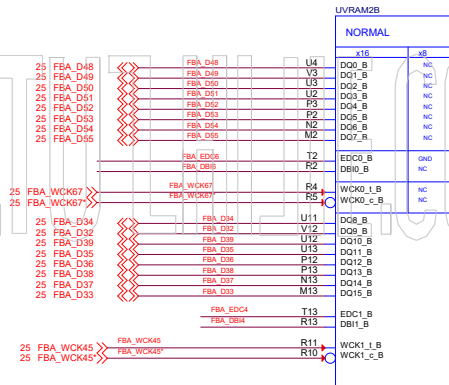 UVRAM2B
NORMAL
x16 x8
25 FBA_D48 FBA_D48 U4 DQ0_B NC
25 FBA_D49 FBA_D49 V3 DQ1_B NC
25 FBA_D50 FBA_D50 U3 DQ2_B NC
25 FBA_D51 FBA_D51 U2 DQ3_B NC
25 FBA_D52 FBA_D52 P3 DQ4_B NC
25 FBA_D53 FBA_D53 P2 DQ5_B NC
25 FBA_D54 FBA_D54 N2 DQ6_B NC
25 FBA_D55 FBA_D55 M2 DQ7_B NC
FBA_EDC6 T2 EDC0_B GND
FBA_DBI6 R2 DBI0_B NC
25 FBA_WCK67 FBA_WCK67 R4 WCK0_t_B NC
25 FBA_WCK67* FBA_WCK67* R5 WCK0_c_B NC
25 FBA_D34 FBA_D34 U11 DQ8_B
25 FBA_D32 FBA_D32 V12 DQ9_B
25 FBA_D39 FBA_D39 U12 DQ10_B
25 FBA_D35 FBA_D35 U13 DQ11_B
25 FBA_D36 FBA_D36 P12 DQ12_B
25 FBA_D38 FBA_D38 P13 DQ13_B
25 FBA_D37 FBA_D37 N13 DQ14_B
25 FBA_D33 FBA_D33 M13 DQ15_B
FBA_EDC4 T13 EDC1_B
FBA_DBI4 R13 DBI1_B
25 FBA_WCK45 FBA_WCK45 R11 WCK1_t_B
25 FBA_WCK45* FBA_WCK45* R10 WCK1_c_B